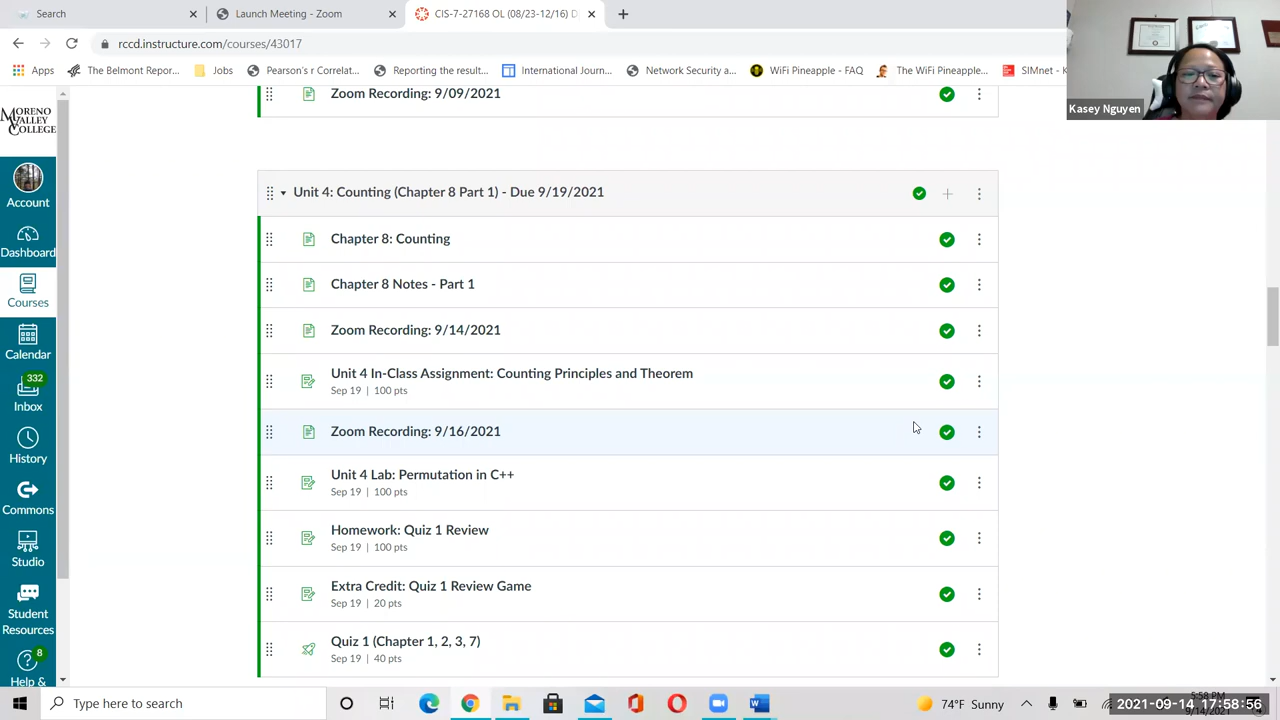 Search
Launch Meeting - Zoom
CIS-7-27168 OL (08/23-12/16) D
rccd.instructure.com/courses/43017
Apps
The Belmont Repor...
Jobs
Pearson / Correlat...
Reporting the resul
International Journ...
Network Security a...
WiFi Pineapple - FAQ
The WiFi Pineapple...
SIMnet - K
Kasey Nguyen
MORENO
VALLEY
COLLEGE
Account
Dashboard
Courses
Calendar
332
Inbox
History
Commons
Studio
Student
Resources
8
Help &
Zoom Recording: 9/09/2021
Unit 4: Counting (Chapter 8 Part 1) - Due 9/19/2021
Chapter 8: Counting
Chapter 8 Notes - Part 1
Zoom Recording: 9/14/2021
Unit 4 In-Class Assignment: Counting Principles and Theorem
Sep 19 | 100 pts
Zoom Recording: 9/16/2021
Unit 4 Lab: Permutation in C++
Sep 19 | 100 pts
Homework: Quiz 1 Review
Sep 19 | 100 pts
Extra Credit: Quiz 1 Review Game
Sep 19 | 20 pts
Quiz 1 (Chapter 1, 2, 3, 7)
Sep 19 | 40 pts
Type here to search
74°F Sunny
5:58 PM
9/14/2021
2021-09-14 17:58:56